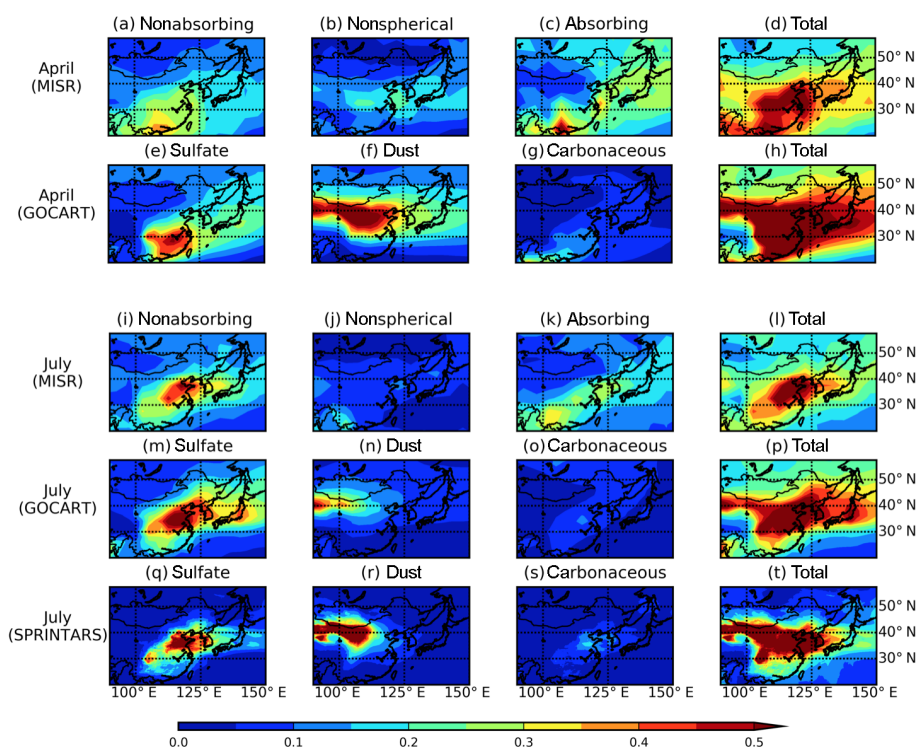 (a) Nonabsorbing (b) Nonspherical (c) Absorbing (d) Total
April
(MISR)
50° N
40° N
30° N
(e) Sulfate (f) Dust (g) Carbonaceous (h) Total
April
(GOCART)
50° N
40° N
30° N
(i) Nonabsorbing (j) Nonspherical (k) Absorbing (l) Total
July
(MISR)
50° N
40° N
30° N
(m) Sulfate (n) Dust (o) Carbonaceous (p) Total
July
(GOCART)
50° N
40° N
30° N
(q) Sulfate (r) Dust (s) Carbonaceous (t) Total
July
(SPRINTARS)
50° N
40° N
30° N
100° E 125° E 150° E 100° E 125° E 150° E 100° E 125° E 150° E 100° E 125° E 150° E
0.0 0.1 0.2 0.3 0.4 0.5